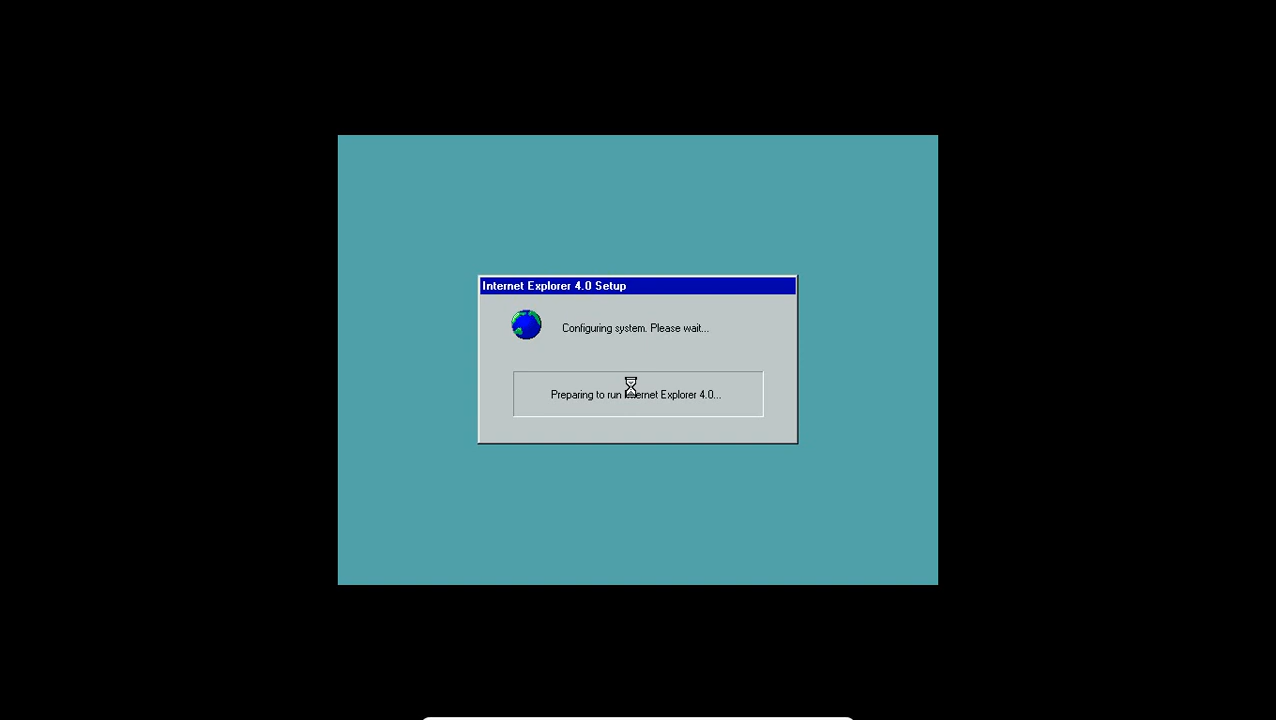 Internet Explorer 4.0 Setup
Configuring system. Please wait...
Preparing to run Internet Explorer 4.0...